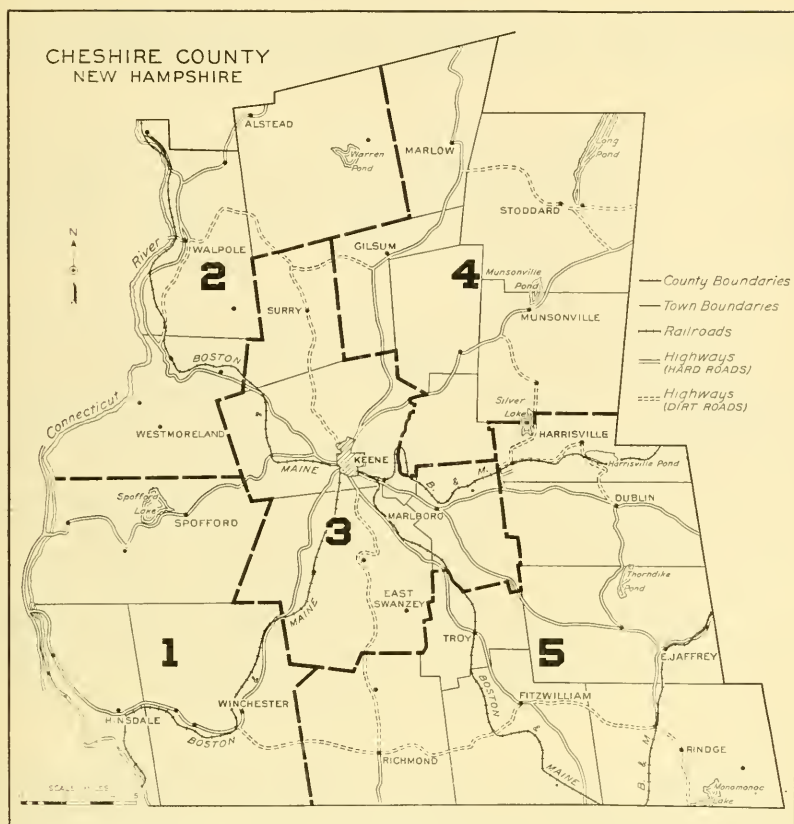 CHESHIRE COUNTY
NEW HAMPSHIRE
ALSTEAD
Warren
Pond
MARLOW
Long
Pond
STODDARD
N
River
WALPOLE
GILSUM
2
4
SURRY
Munsonville
Pond
MUNSONVILLE
County Boundaries
Town Boundaries
Railroads
Highways
(HARD ROADS)
Highways
(DIRT ROADS)
BOSTON
&
MAINE
Connecticut
WESTMORELAND
Silver
Lake
HARRISVILLE
Harrisville Pond
KEENE
B & M
Spofford
Lake
SPOFFORD
MARLBORO
DUBLIN
3
Thorndike
Pond
EAST
SWANZEY
MAINE
&
BOSTON
1
TROY
5
E.JAFFREY
HINSDALE
WINCHESTER
FITZWILLIAM
BOSTON
&
MAINE
RICHMOND
B & M
RINDGE
Monomonac
Lake
SCALE
5